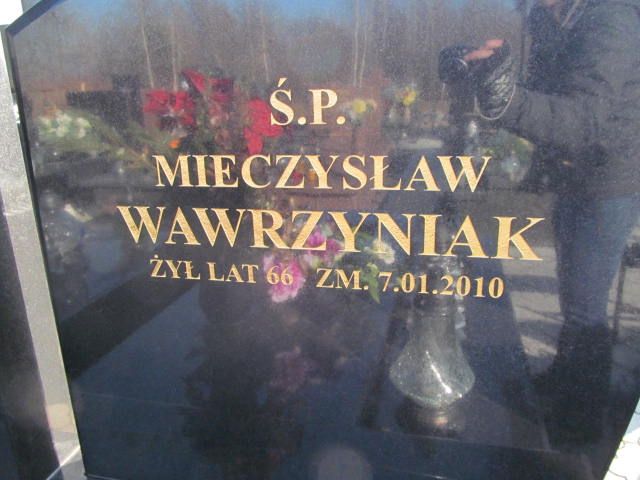 Ś.P.
MIECZYSŁAW
WAWRZYNIAK
ŻYŁ LAT 66 ZM. 7.01.2010